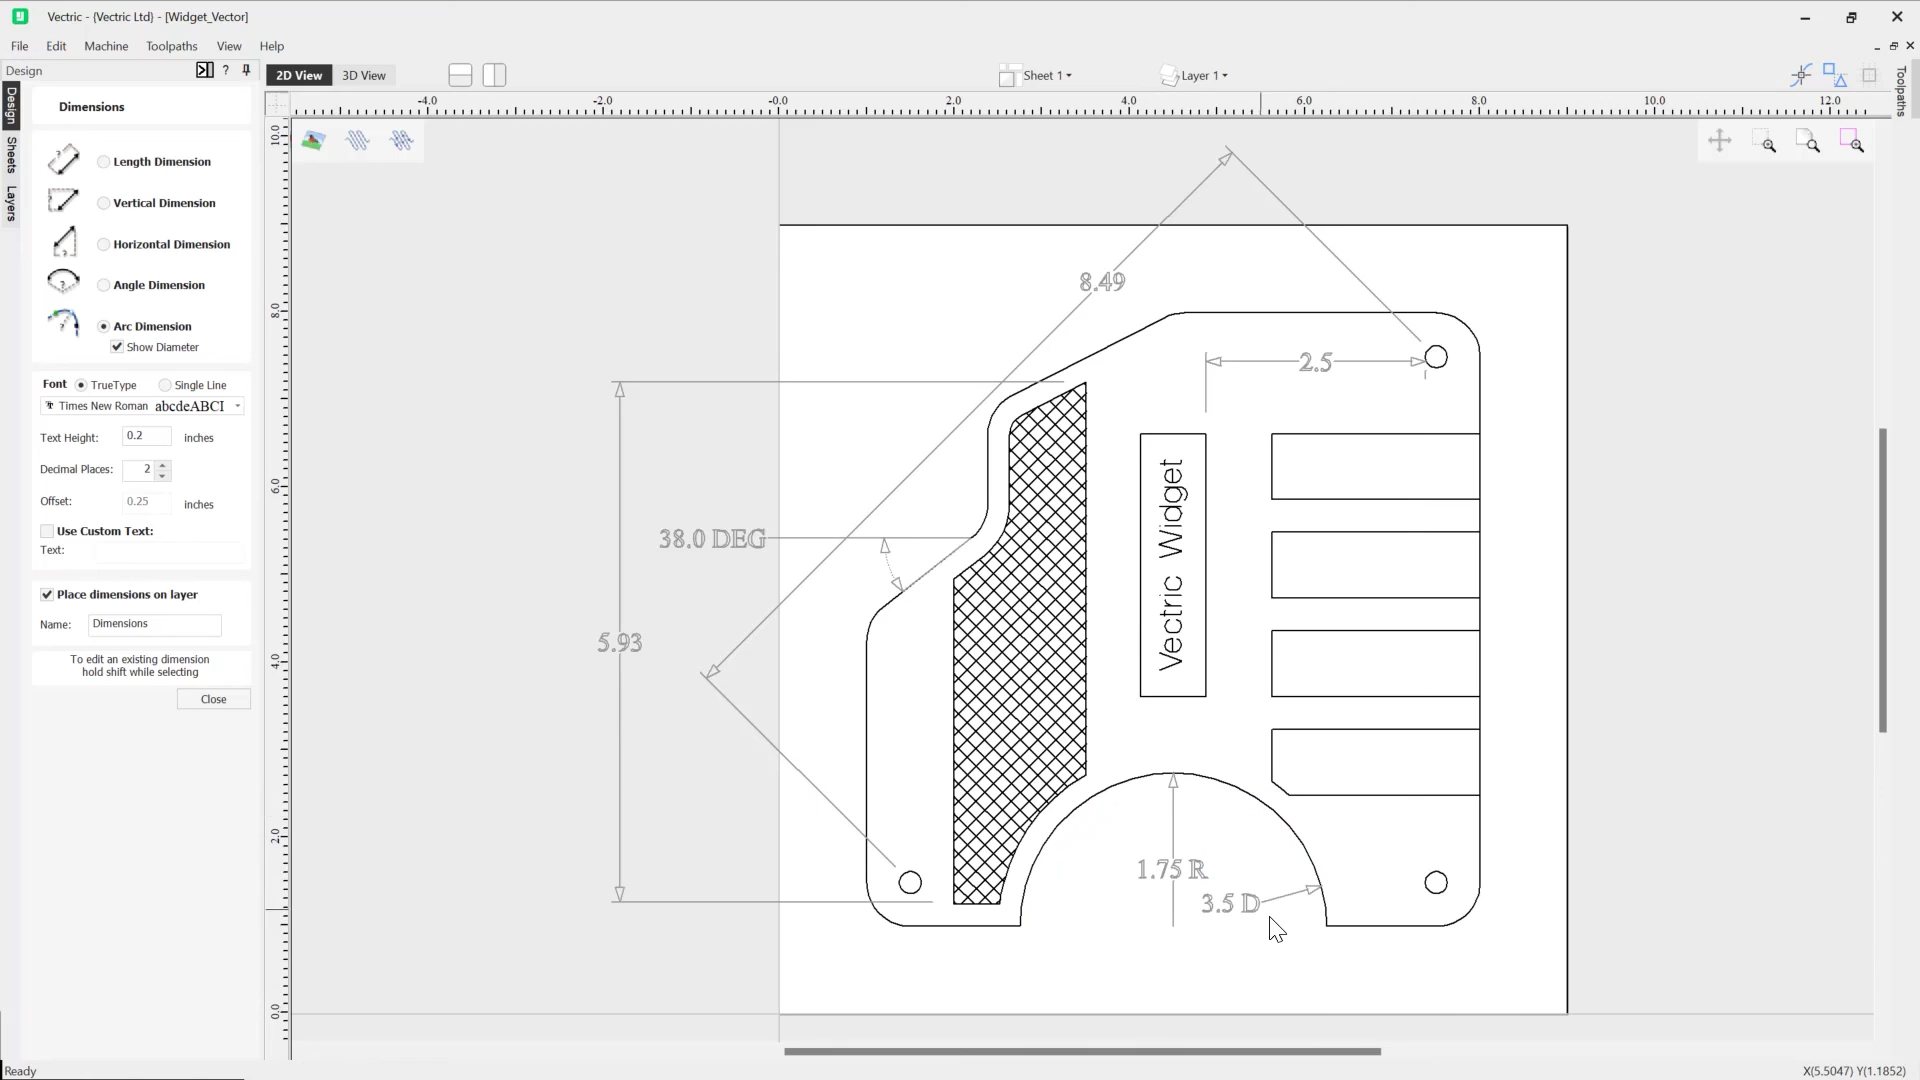 Vectric - {Vectric Ltd} - [Widget_Vector]
File Edit Machine Toolpaths View Help
Design ?
2D View 3D View
Sheet 1
Layer 1
Design
Sheets
Layers
Toolpaths
Dimensions
Length Dimension
Vertical Dimension
Horizontal Dimension
Angle Dimension
Arc Dimension
Show Diameter
Font TrueType Single Line
Times New Roman abcdeABCI
Text Height: 0.2 inches
Decimal Places: 2
Offset: 0.25 inches
Use Custom Text:
Text:
Place dimensions on layer
Name: Dimensions
To edit an existing dimension
hold shift while selecting
Close
-4.0 -2.0 -0.0 2.0 4.0 6.0 8.0 10.0 12.0
10.0
8.0
6.0
4.0
2.0
0.0
8.49
2.5
38.0 DEG
5.93
Vectric Widget
1.75 R
3.5 D
Ready
X(5.5047) Y(1.1852)